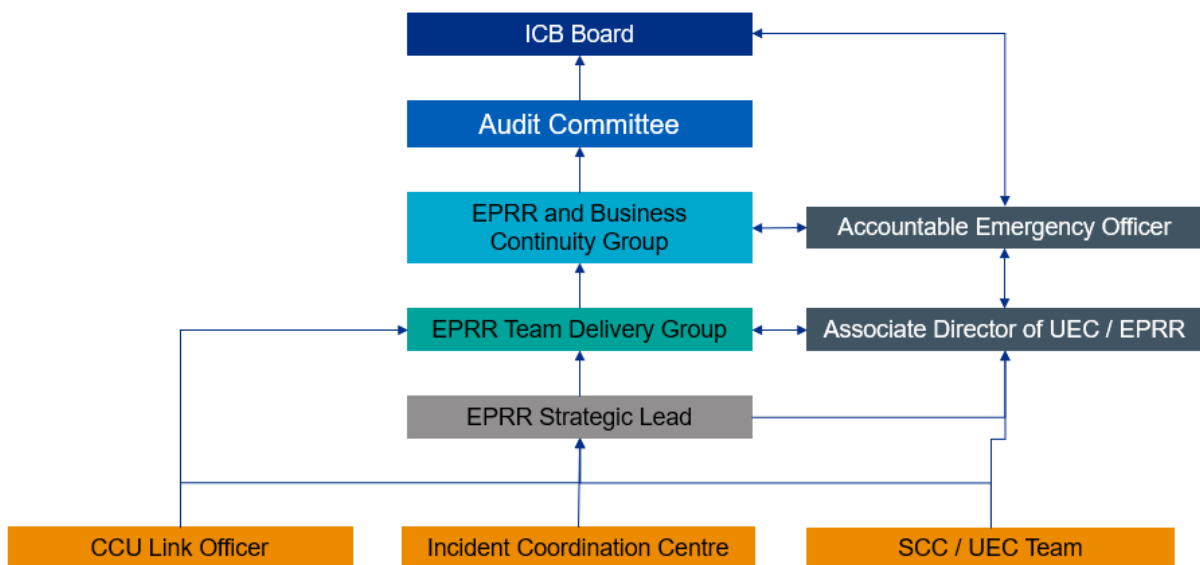 ICB Board
Audit Committee
EPRR and Business
Continuity Group
Accountable Emergency Officer
EPRR Team Delivery Group
Associate Director of UEC / EPRR
EPRR Strategic Lead
CCU Link Officer
Incident Coordination Centre
SCC / UEC Team